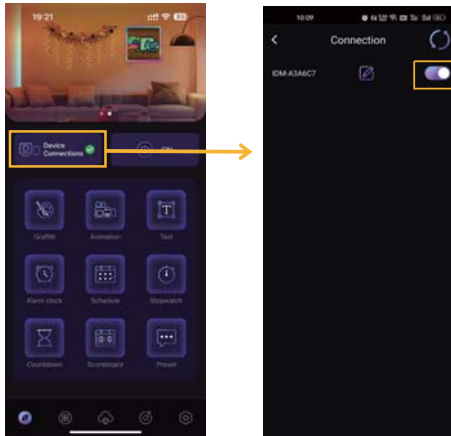 19:21
Device
Connections
ON
Graffiti
Animation
Text
Alarm clock
Schedule
Stopwatch
Countdown
Scoreboard
Preset
10:09
Connection
IDM-A3A6C7